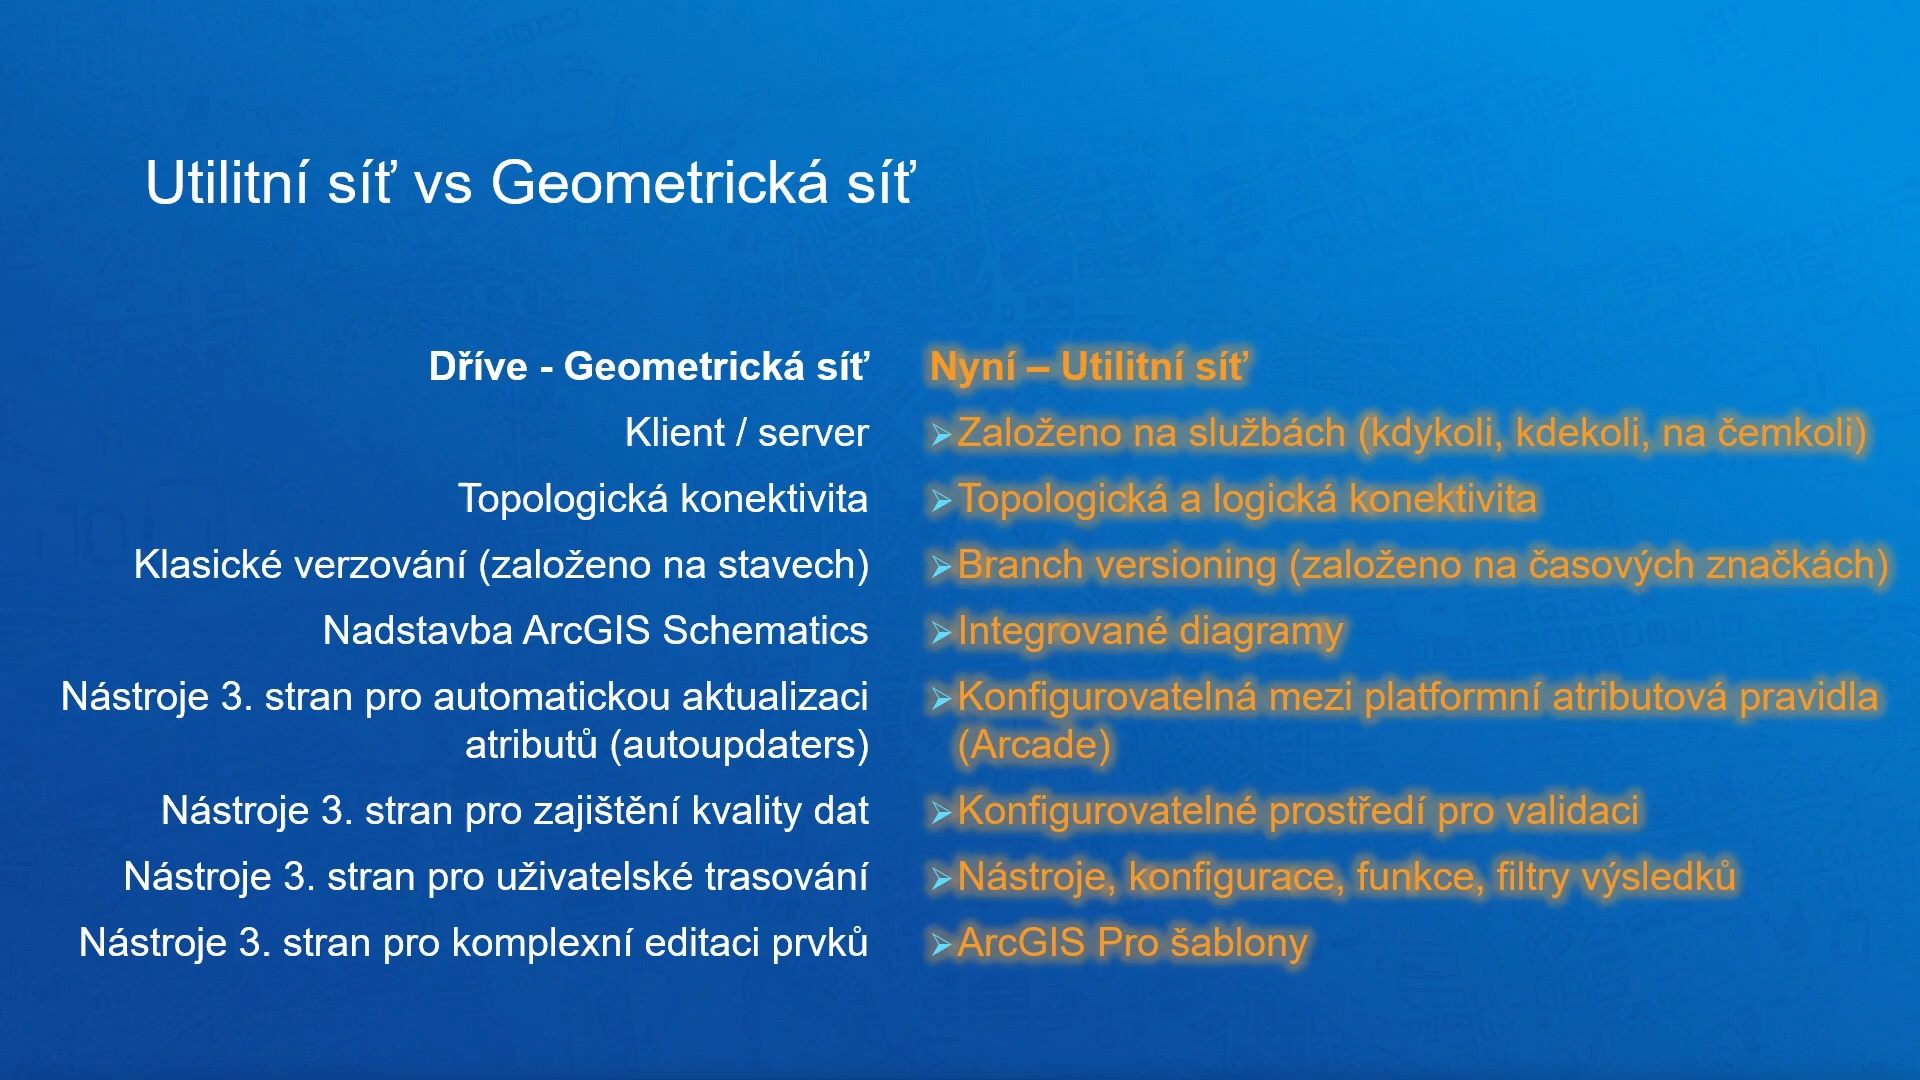 Utilitní síť vs Geometrická síť
Dříve - Geometrická síť
Klient / server
Topologická konektivita
Klasické verzování (založeno na stavech)
Nadstavba ArcGIS Schematics
Nástroje 3. stran pro automatickou aktualizaci
atributů (autoupdaters)
Nástroje 3. stran pro zajištění kvality dat
Nástroje 3. stran pro uživatelské trasování
Nástroje 3. stran pro komplexní editaci prvků
Nyní – Utilitní síť
➢Založeno na službách (kdykoli, kdekoli, na čemkoli)
➢Topologická a logická konektivita
➢Branch versioning (založeno na časových značkách)
➢Integrované diagramy
➢Konfigurovatelná mezi platformní atributová pravidla
(Arcade)
➢Konfigurovatelné prostředí pro validaci
➢Nástroje, konfigurace, funkce, filtry výsledků
➢ArcGIS Pro šablony